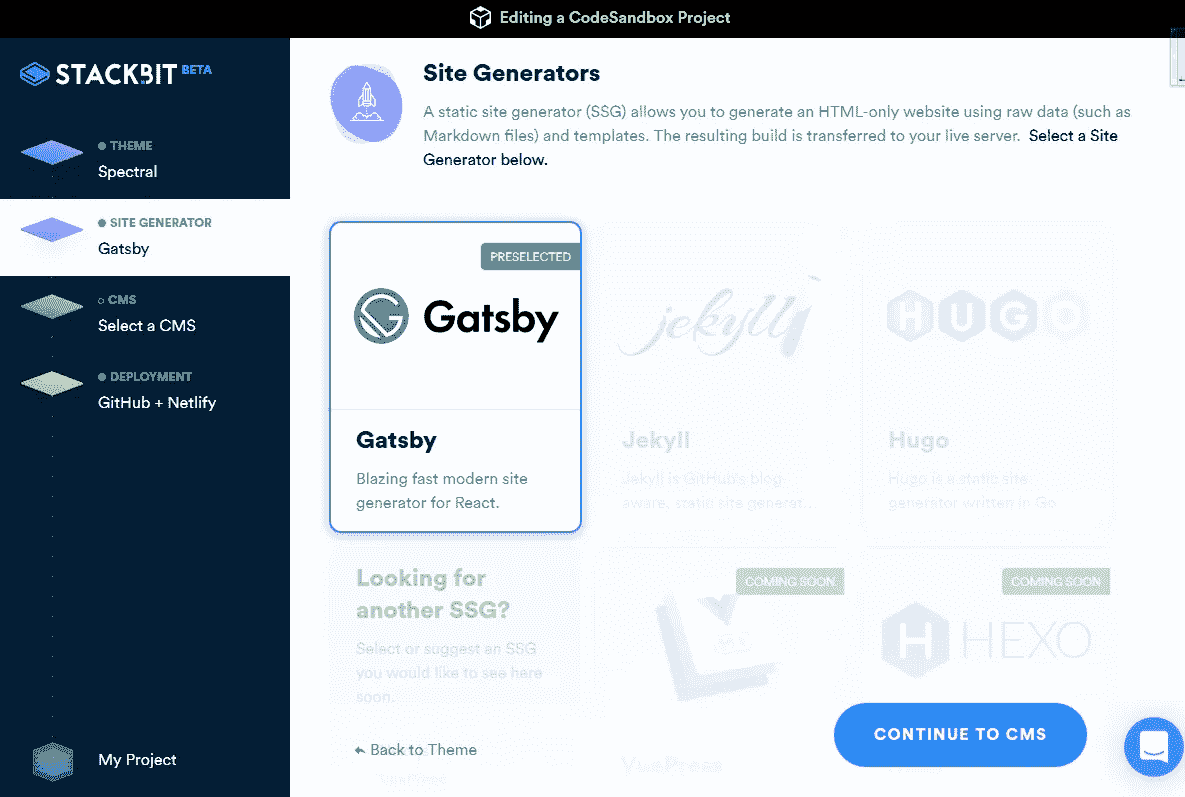 Editing a CodeSandbox Project
STACKBIT BETA
THEME
Spectral
SITE GENERATOR
Gatsby
CMS
Select a CMS
DEPLOYMENT
GitHub + Netlify
My Project
Site Generators
A static site generator (SSG) allows you to generate an HTML-only website using raw data (such as
Markdown files) and templates. The resulting build is transferred to your live server. Select a Site
Generator below.
PRESELECTED
Gatsby
Gatsby
Blazing fast modern site
generator for React.
jekyll
Jekyll
Jekyll is GitHub's blog
aware, static site generat...
HUGO
Hugo
Hugo is a static site
generator written in Go
Looking for
another SSG?
Select or suggest an SSG
you would like to see here
soon.
COMING SOON
VuePress
COMING SOON
HEXO
Back to Theme
CONTINUE TO CMS